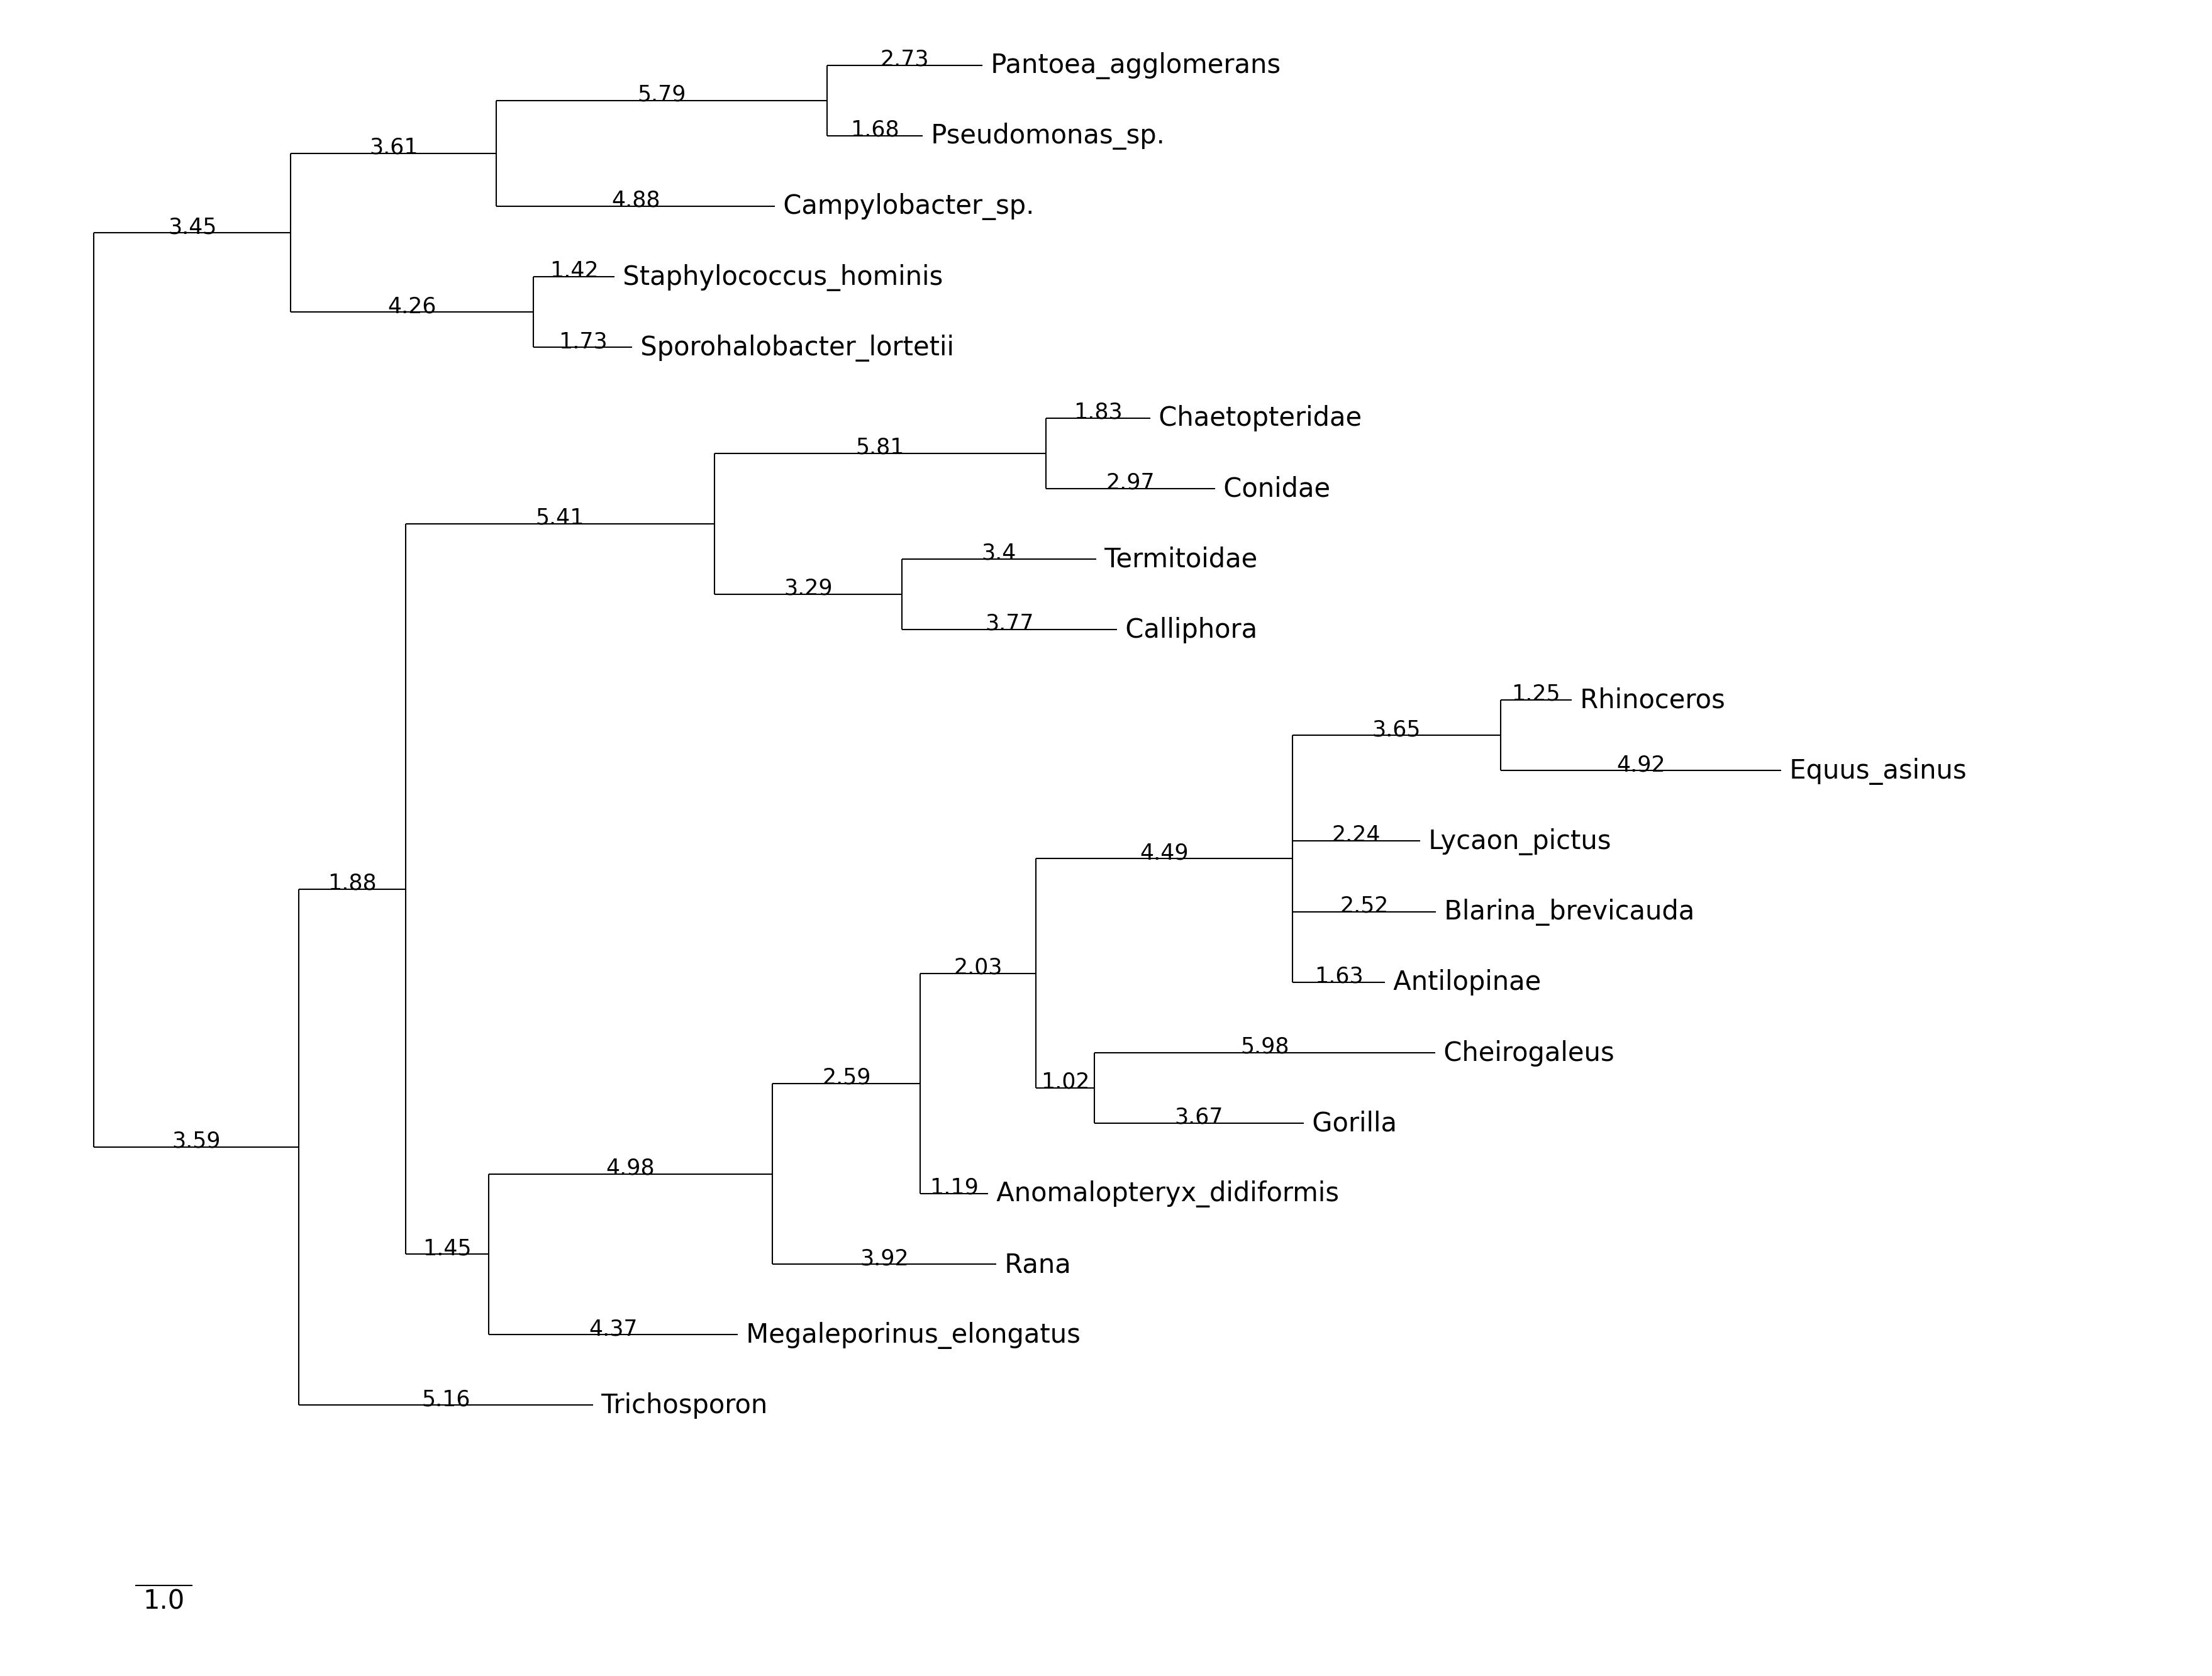 2.73 Pantoea_agglomerans
5.79
1.68 Pseudomonas_sp.
3.61
4.88 Campylobacter_sp.
3.45
1.42 Staphylococcus_hominis
4.26
1.73 Sporohalobacter_lortetii
1.83 Chaetopteridae
5.81
2.97 Conidae
5.41
3.4 Termitoidae
3.29
3.77 Calliphora
1.25 Rhinoceros
3.65
4.92 Equus_asinus
2.24 Lycaon_pictus
4.49
1.88
2.52 Blarina_brevicauda
2.03
1.63 Antilopinae
5.98 Cheirogaleus
2.59
1.02
3.67 Gorilla
3.59
4.98
1.19 Anomalopteryx_didiformis
1.45
3.92 Rana
4.37 Megaleporinus_elongatus
5.16 Trichosporon
1.0